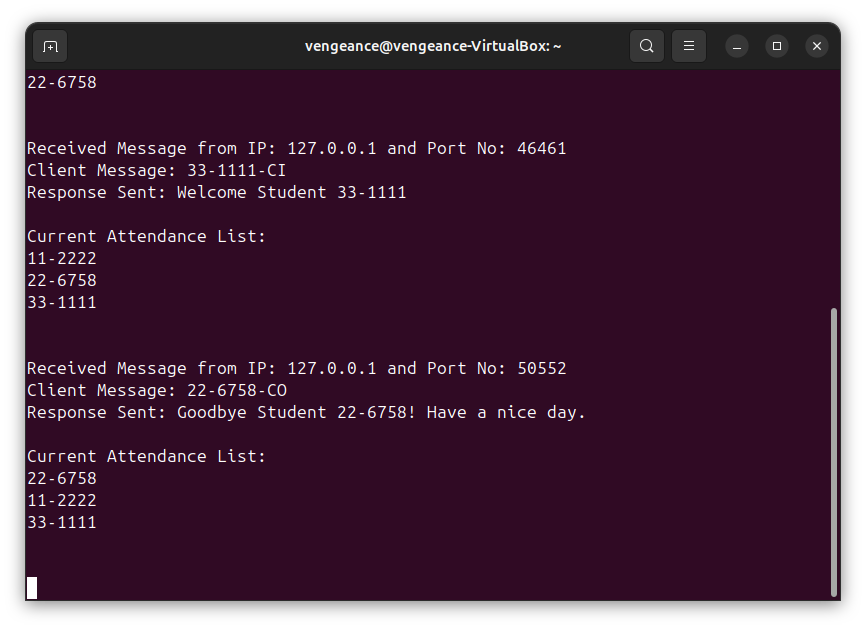 vengeance@vengeance-VirtualBox: ~
22-6758
Received Message from IP: 127.0.0.1 and Port No: 46461
Client Message: 33-1111-CI
Response Sent: Welcome Student 33-1111
Current Attendance List:
11-2222
22-6758
33-1111
Received Message from IP: 127.0.0.1 and Port No: 50552
Client Message: 22-6758-CO
Response Sent: Goodbye Student 22-6758! Have a nice day.
Current Attendance List:
22-6758
11-2222
33-1111